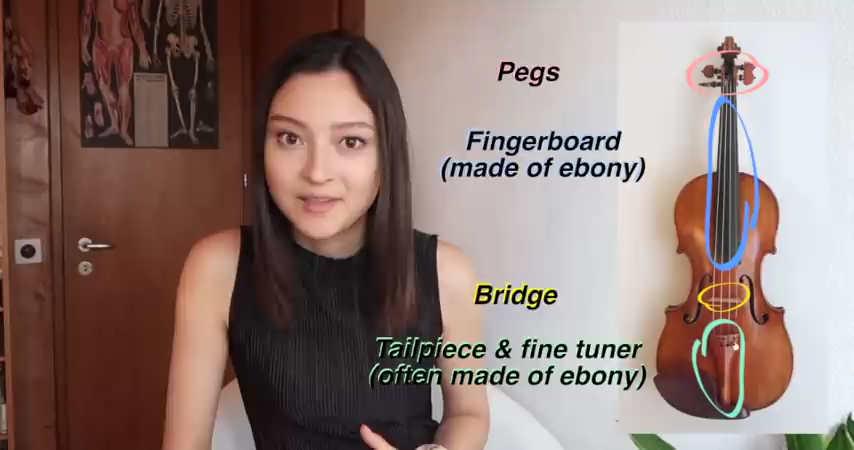 Pegs
Fingerboard
(made of ebony)
Bridge
Tailpiece & fine tuner
(often made of ebony)